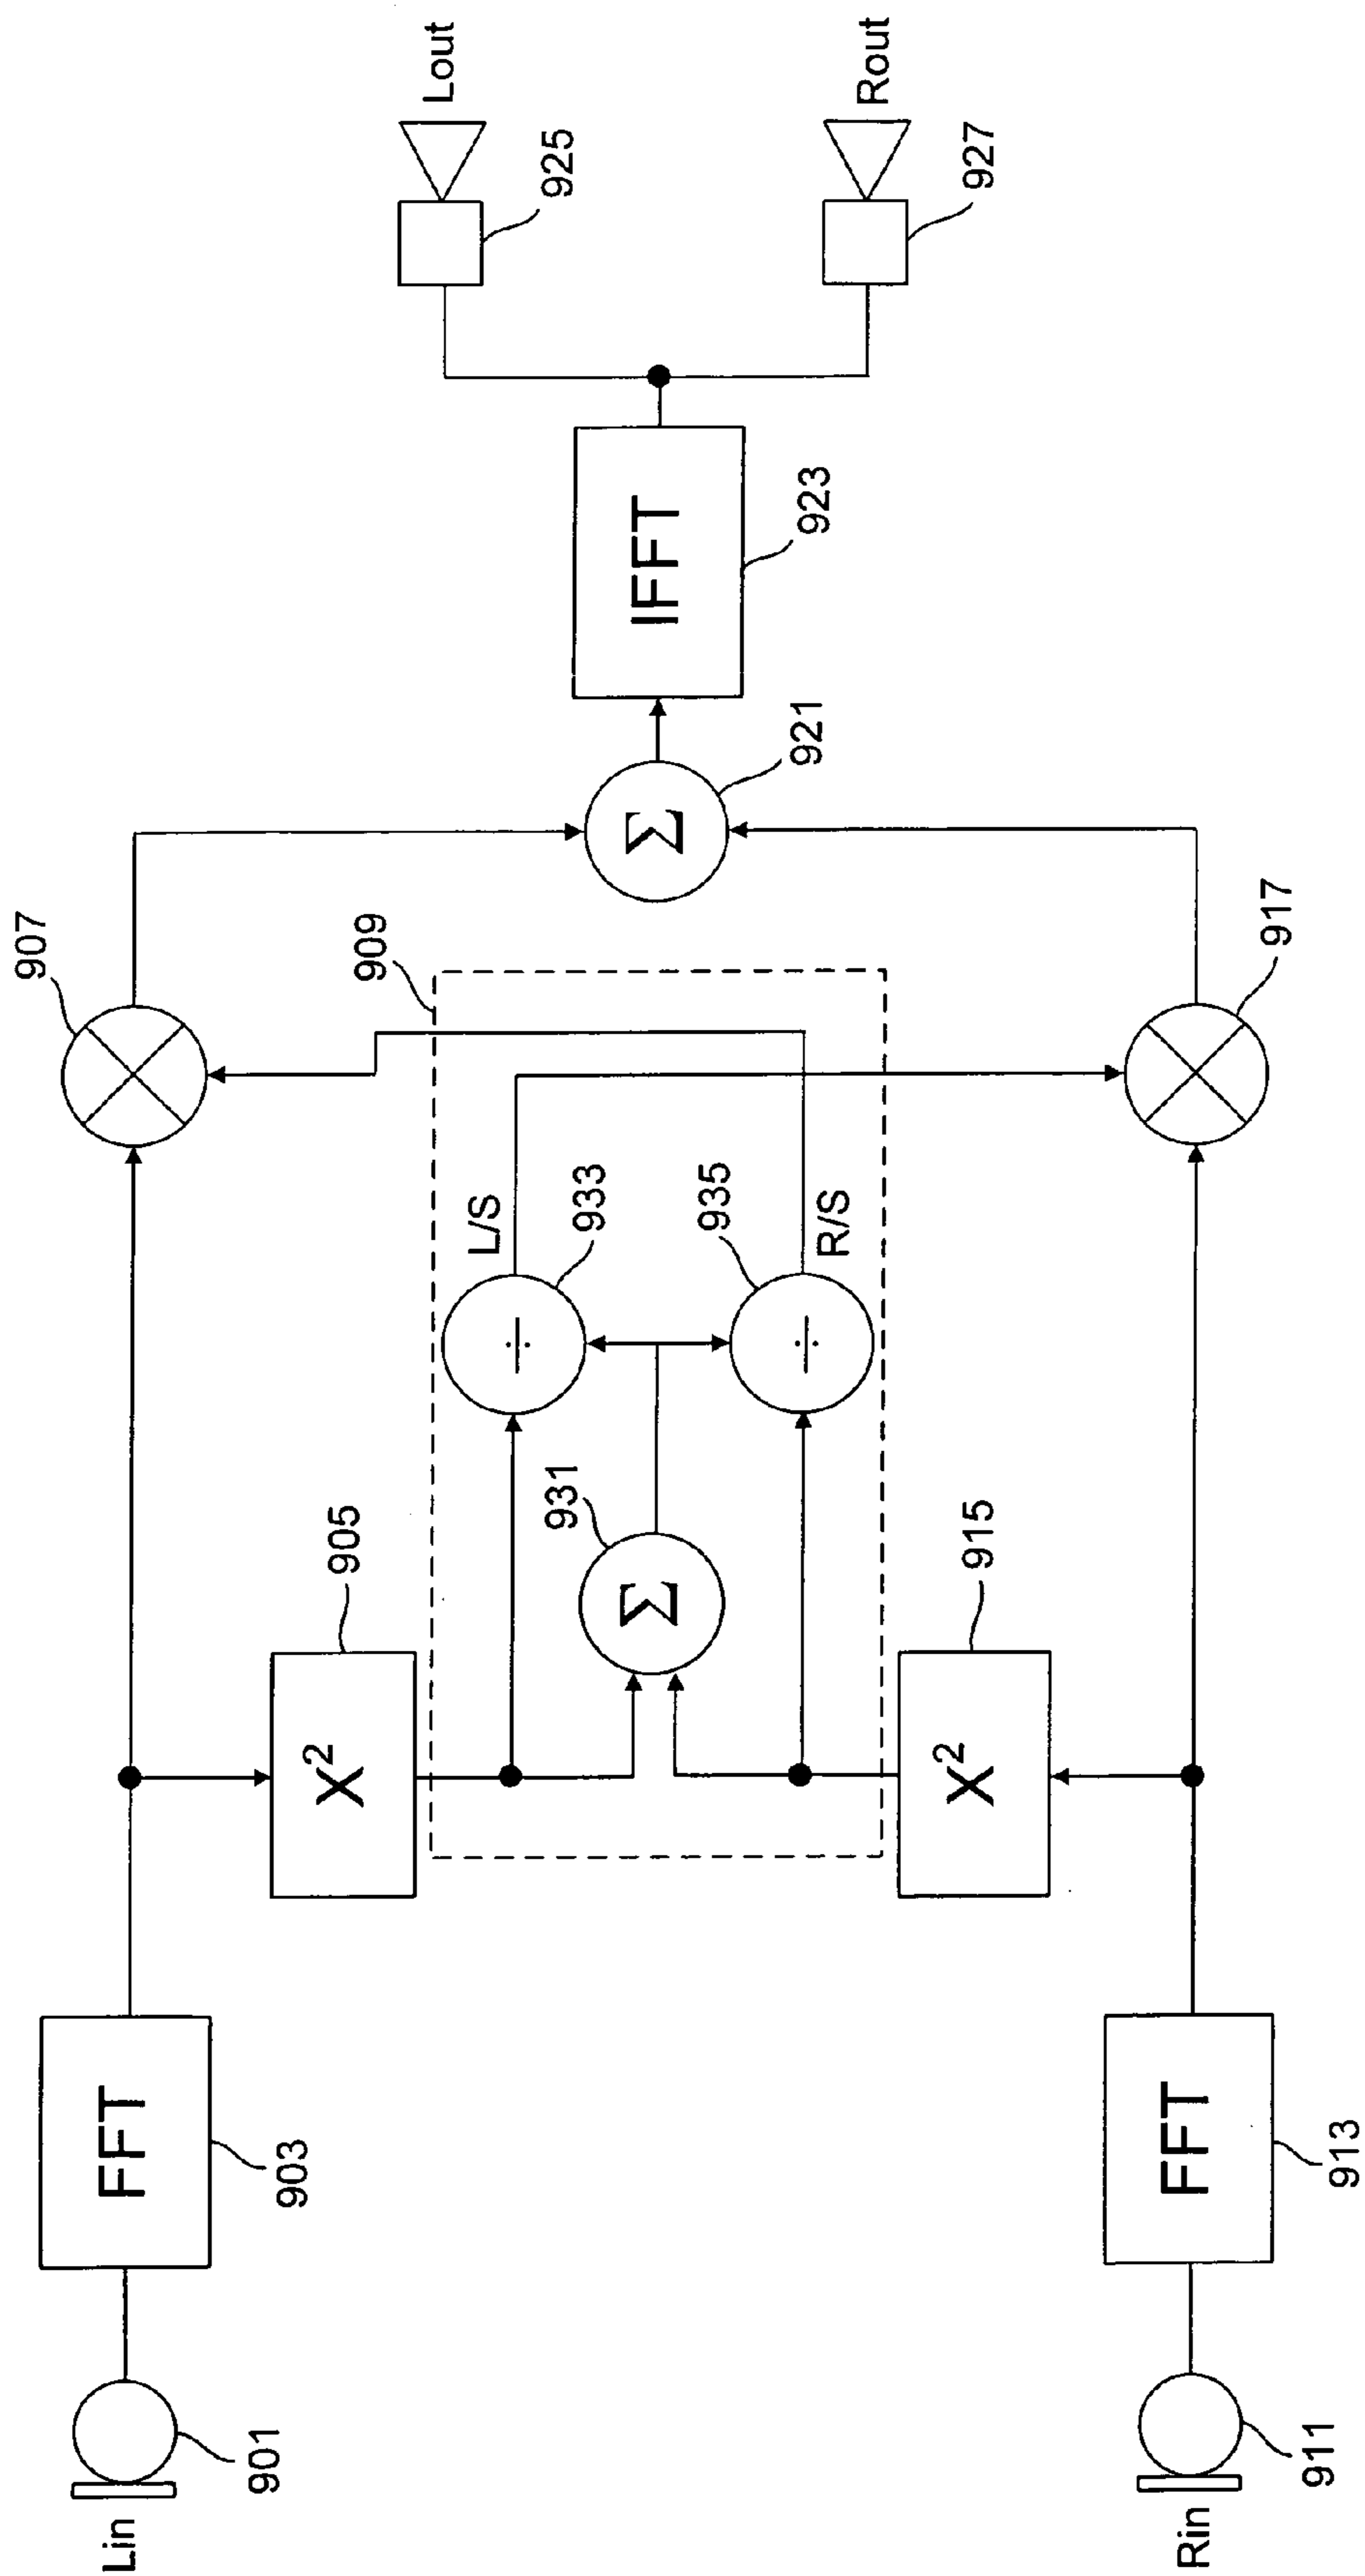 Lin
901
FFT
903
X²
905
907
909
L/S
933
931
Σ
÷
÷
935
R/S
X²
915
Rin
911
FFT
913
917
Σ
921
IFFT
923
925
Lout
927
Rout